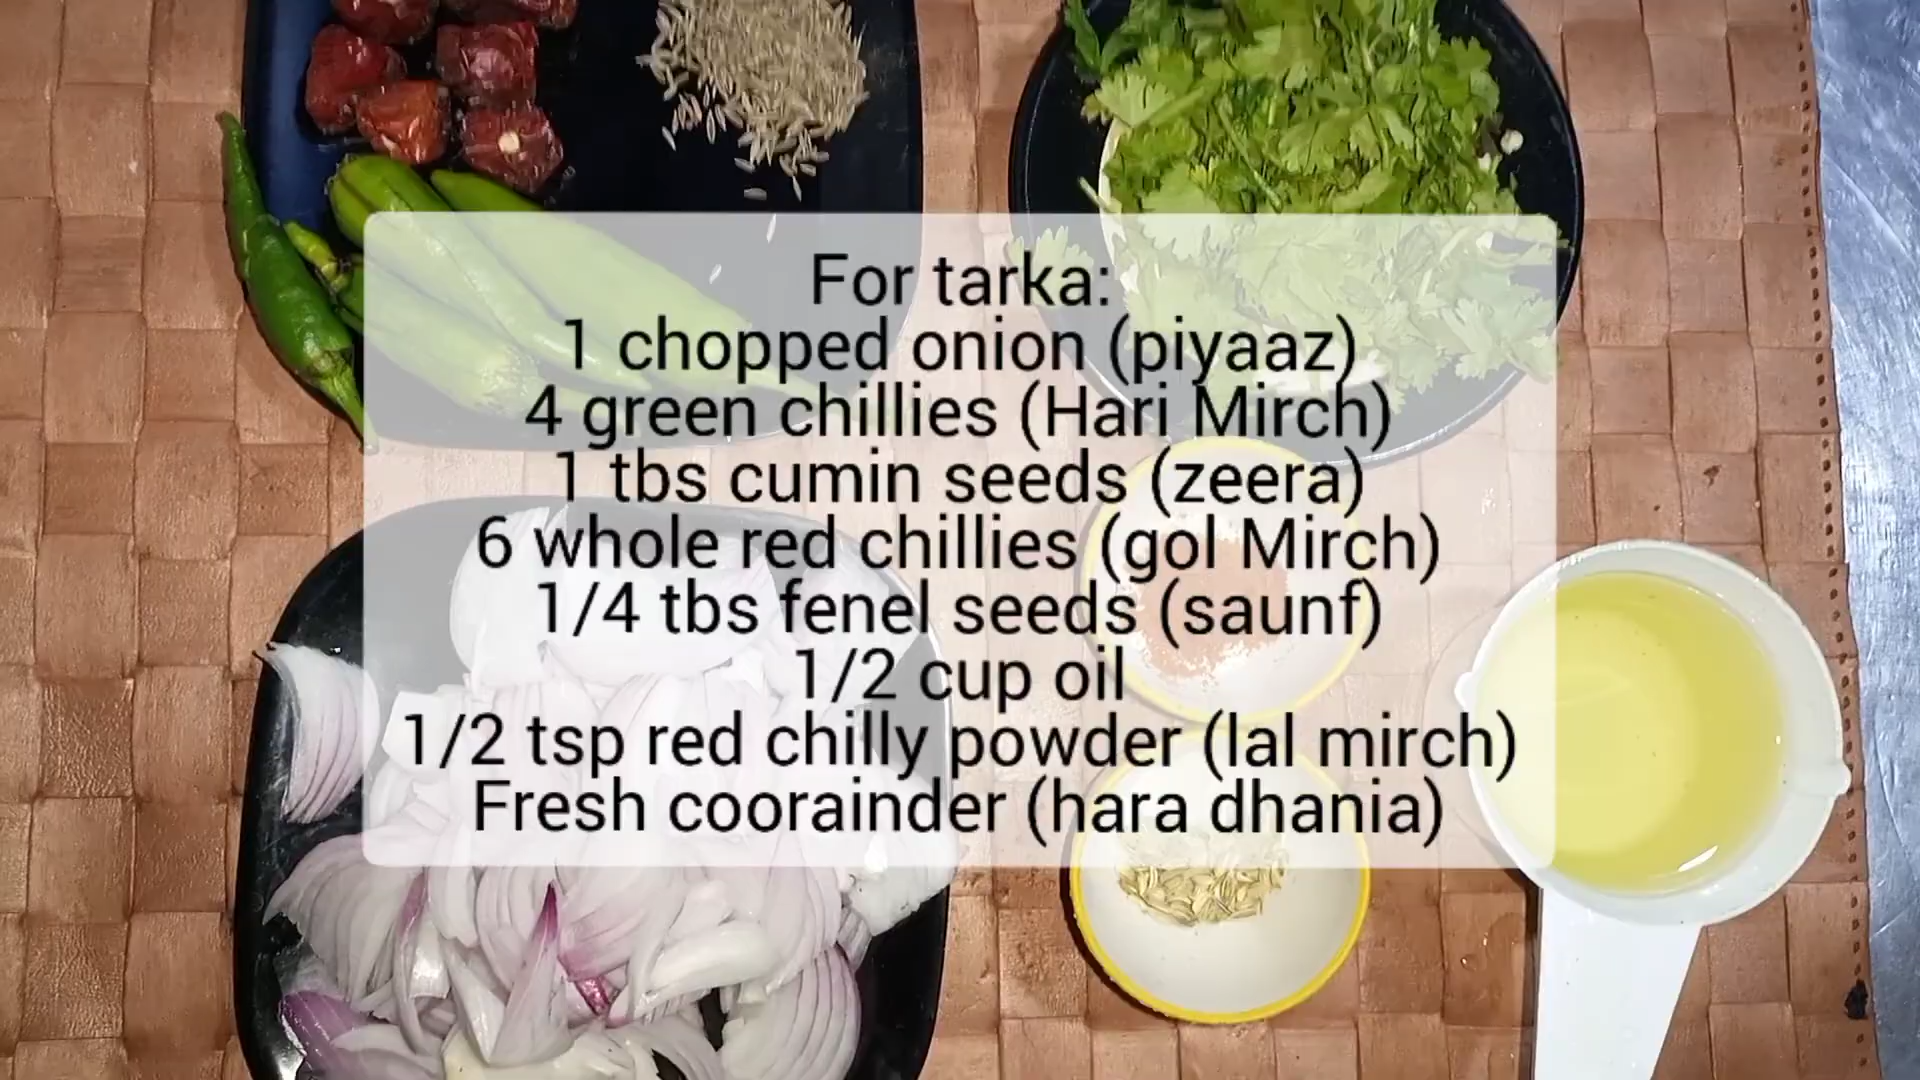 For tarka:
1 chopped onion (piyaaz)
4 green chillies (Hari Mirch)
1 tbs cumin seeds (zeera)
6 whole red chillies (gol Mirch)
1/4 tbs fenel seeds (saunf)
1/2 cup oil
1/2 tsp red chilly powder (lal mirch)
Fresh coorainder (hara dhania)